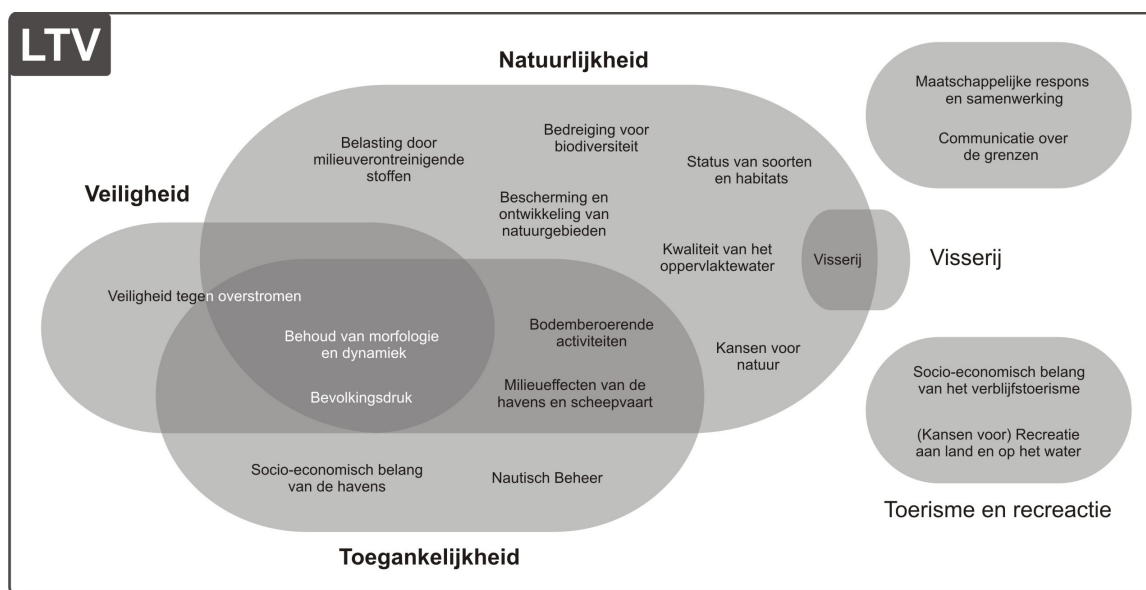 LTV
Natuurlijkheid
Maatschappelijke respons
en samenwerking
Communicatie over
de grenzen
Belasting door
milieuverontreinigende
stoffen
Bedreiging voor
biodiversiteit
Status van soorten
en habitats
Veiligheid
Bescherming en
ontwikkeling van
natuurgebieden
Kwaliteit van het
oppervlaktewater
Visserij
Visserij
Veiligheid tegen overstromen
Behoud van morfologie
en dynamiek
Bodemberoerende
activiteiten
Kansen voor
natuur
Bevolkingsdruk
Milieueffecten van de
havens en scheepvaart
Socio-economisch belang
van het verblijfstoerisme
(Kansen voor) Recreatie
aan land en op het water
Socio-economisch belang
van de havens
Nautisch Beheer
Toerisme en recreactie
Toegankelijkheid